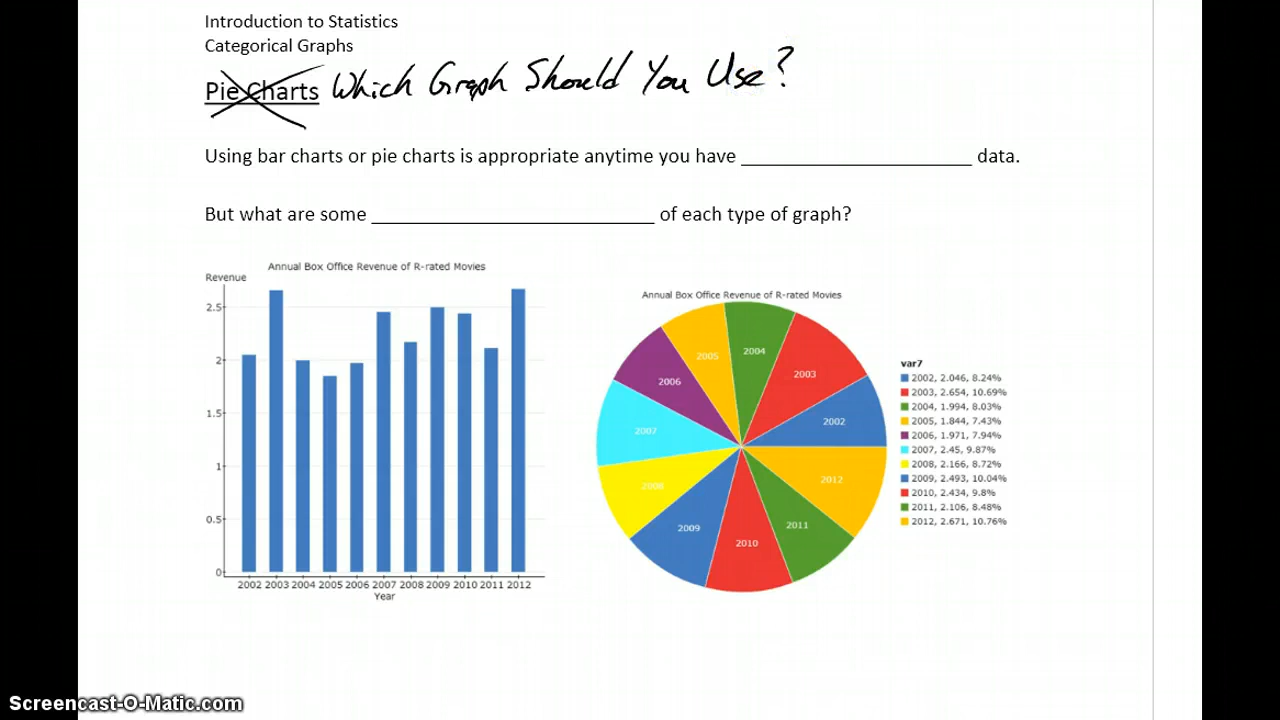 Introduction to Statistics
Categorical Graphs
Pie Charts Which Graph Should You Use?
Using bar charts or pie charts is appropriate anytime you have ______________________ data.
But what are some ___________________________ of each type of graph?
Annual Box Office Revenue of R-rated Movies
Revenue
2.5
2
1.5
1
0.5
0
2002 2003 2004 2005 2006 2007 2008 2009 2010 2011 2012
Year
Annual Box Office Revenue of R-rated Movies
2004
2005
2003
2006
2002
2007
2012
2008
2011
2009
2010
var7
2002, 2.046, 8.24%
2003, 2.654, 10.69%
2004, 1.994, 8.03%
2005, 1.844, 7.43%
2006, 1.971, 7.94%
2007, 2.45, 9.87%
2008, 2.166, 8.72%
2009, 2.493, 10.04%
2010, 2.434, 9.8%
2011, 2.106, 8.48%
2012, 2.671, 10.76%
Screencast-O-Matic.com